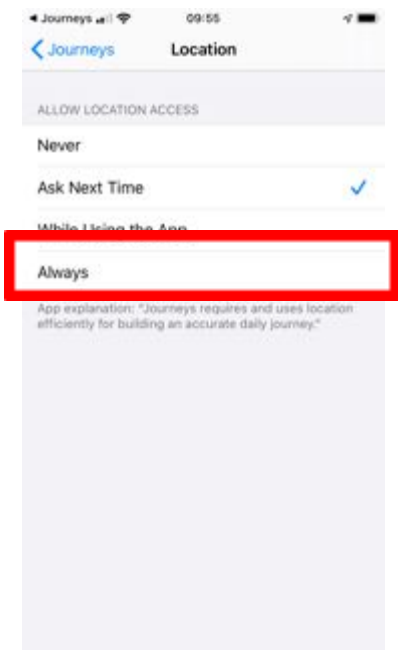 Journeys 09:55
Journeys Location
ALLOW LOCATION ACCESS
Never
Ask Next Time
While Using the App
Always
App explanation: "Journeys requires and uses location
efficiently for building an accurate daily journey."